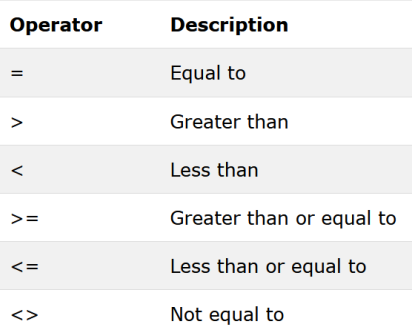 Operator Description
= Equal to
> Greater than
< Less than
>= Greater than or equal to
<= Less than or equal to
<> Not equal to